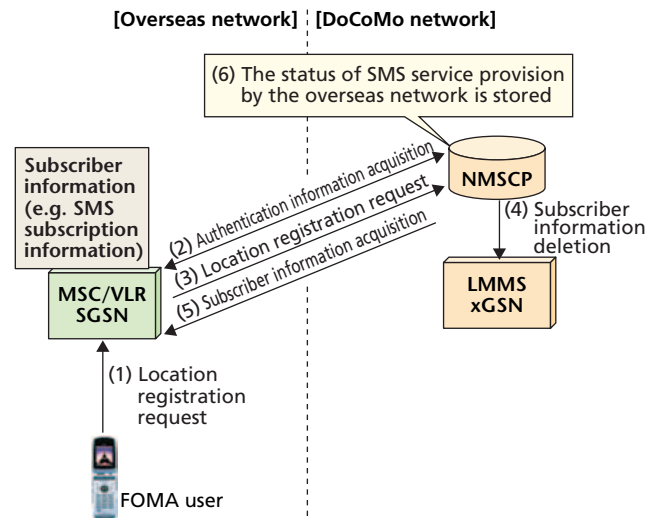 [Overseas network]
[DoCoMo network]
(6) The status of SMS service provision
by the overseas network is stored
Subscriber
information
(e.g. SMS
subscription
information)
NMSCP
(2) Authentication information acquisition
(3) Location registration request
(4) Subscriber
information
deletion
(5) Subscriber information acquisition
MSC/VLR
SGSN
LMMS
xGSN
(1) Location
registration
request
FOMA user